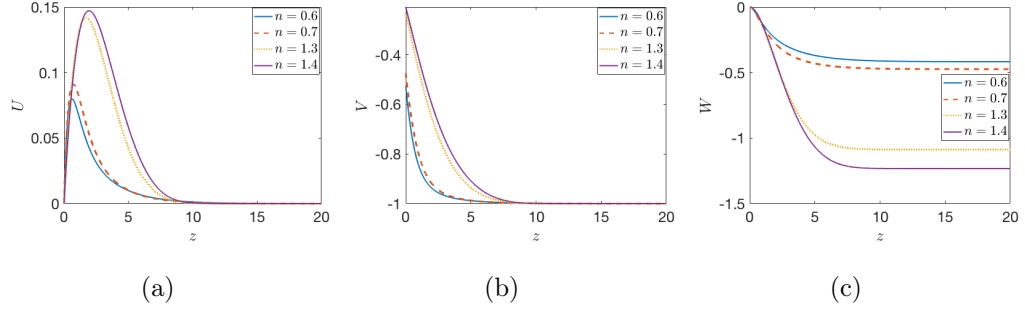 0.15
0.1
0.05
0
U
0 5 10 15 20
z
n = 0.6
n = 0.7
n = 1.3
n = 1.4
(a)
-0.4
-0.6
-0.8
-1
V
0 5 10 15 20
z
n = 0.6
n = 0.7
n = 1.3
n = 1.4
(b)
0
-0.5
-1
-1.5
W
0 5 10 15 20
z
n = 0.6
n = 0.7
n = 1.3
n = 1.4
(c)